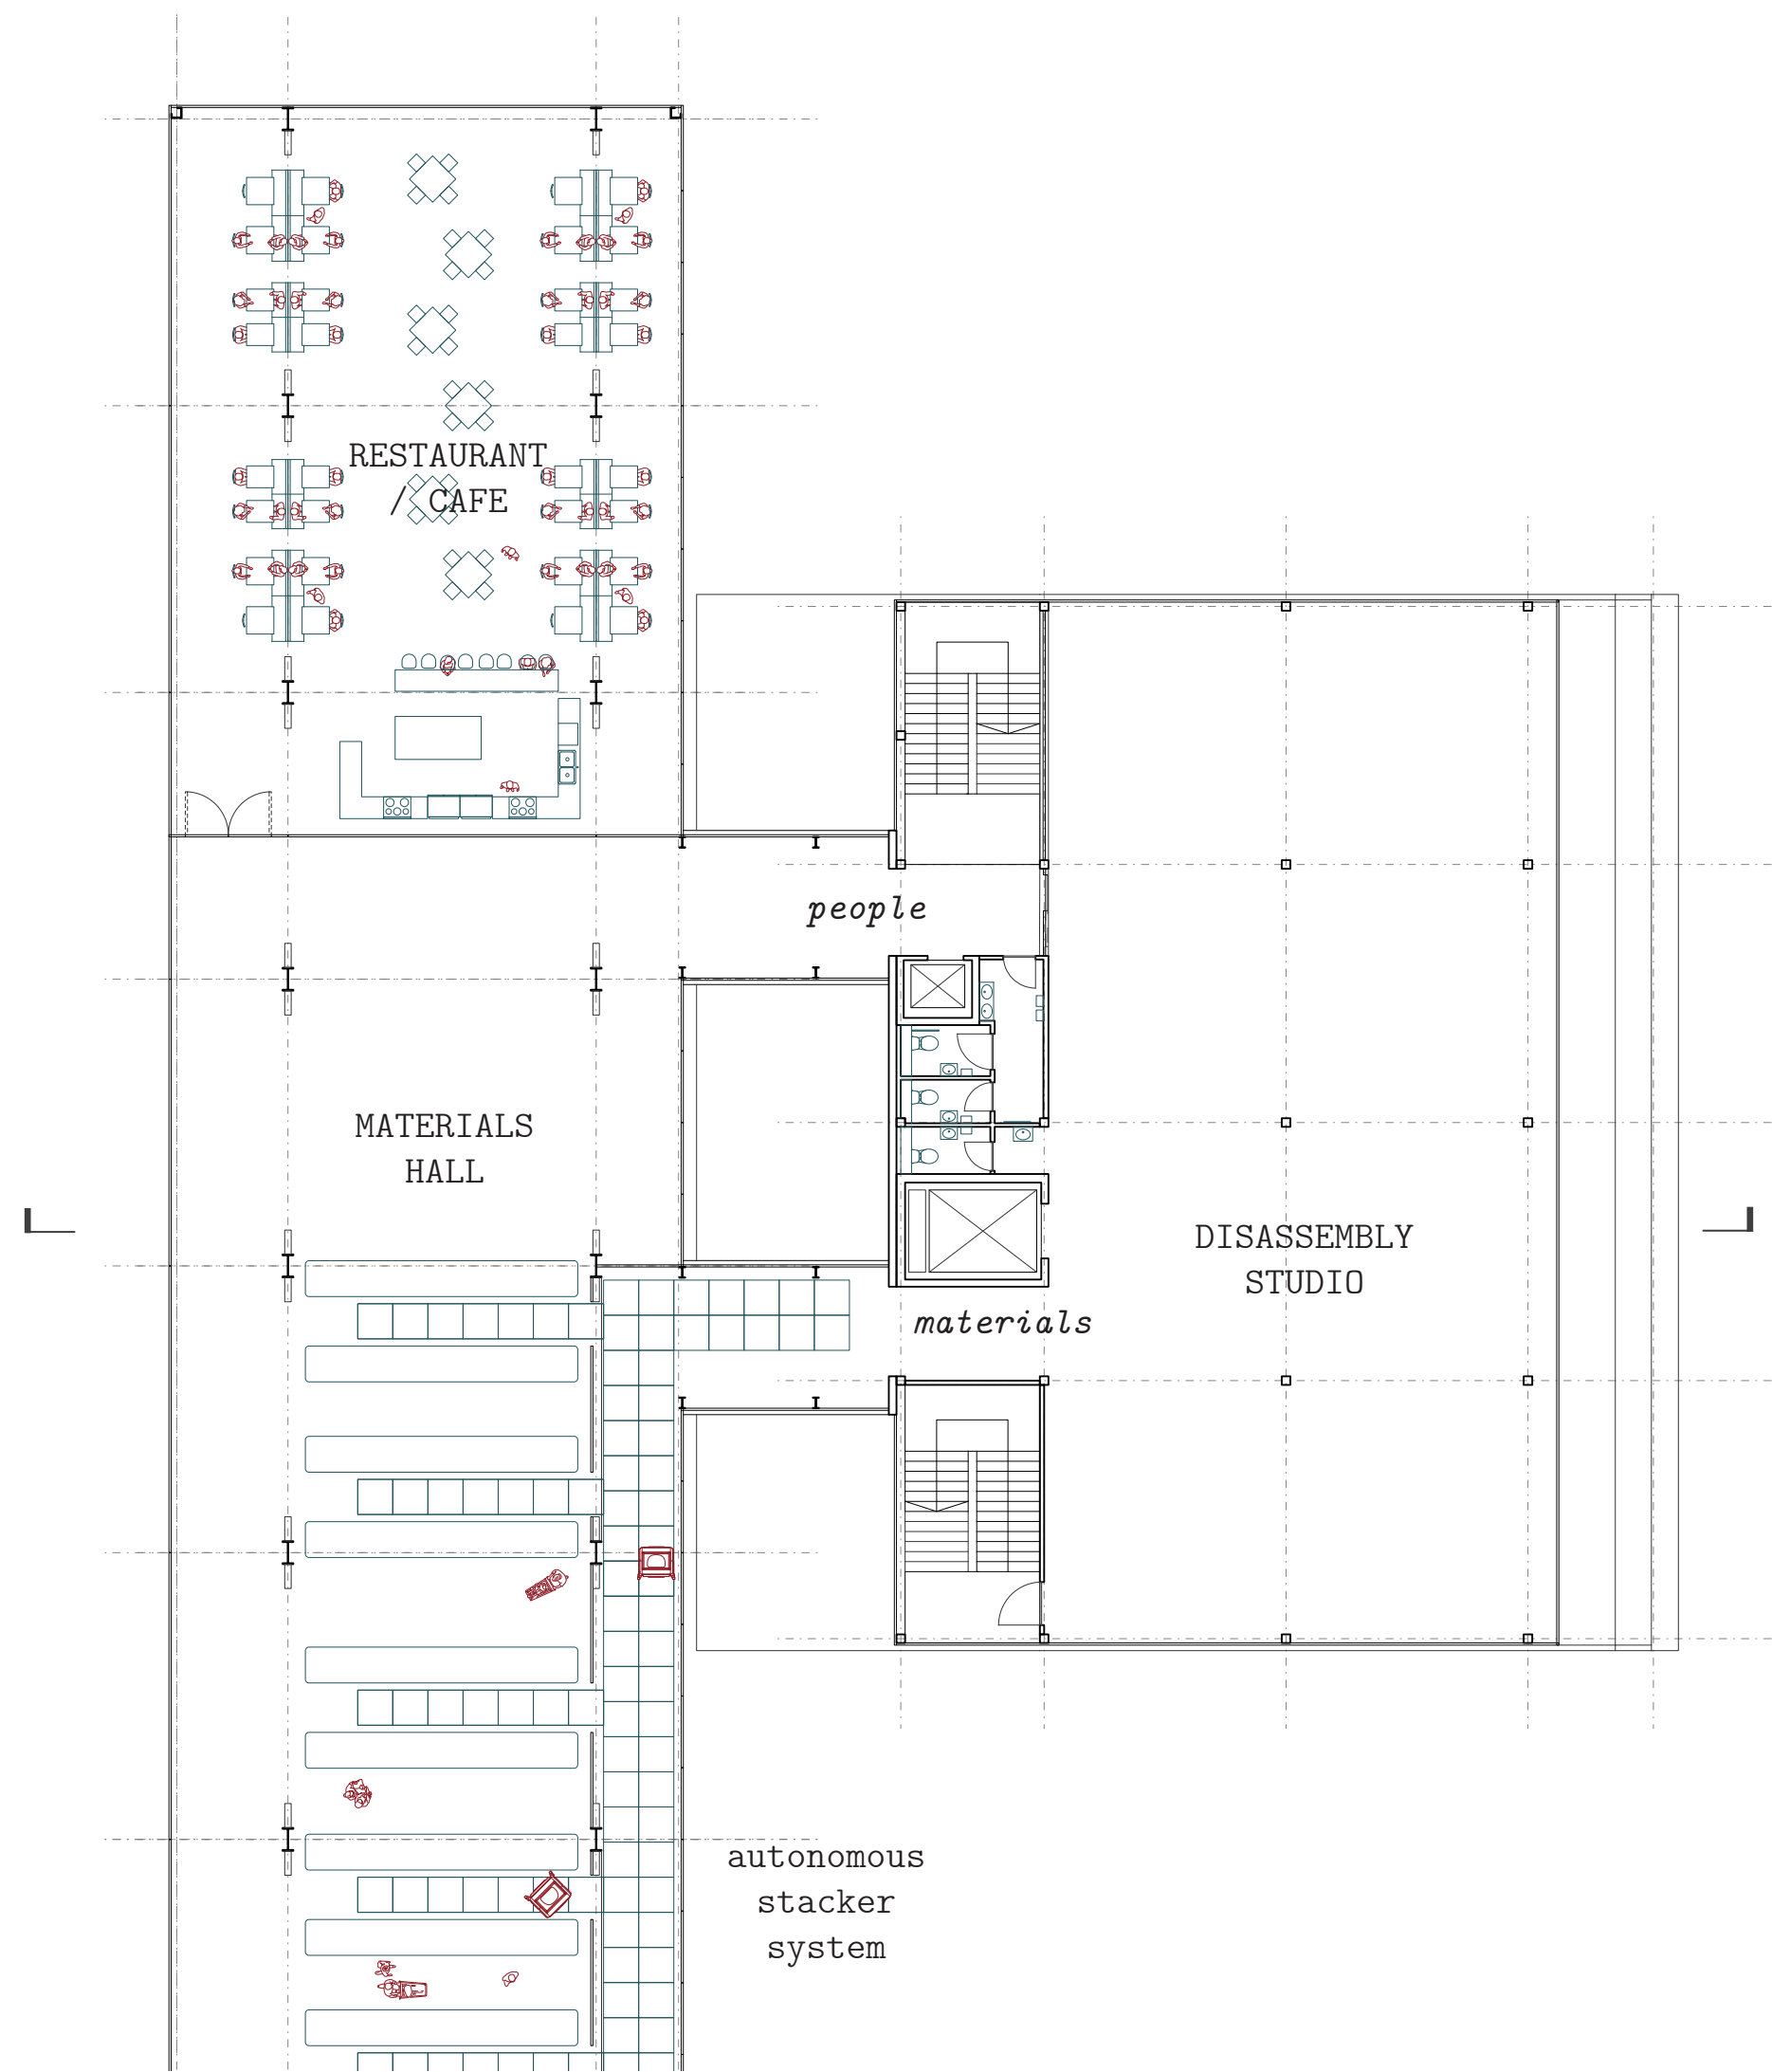 RESTAURANT
/ CAFE
people
MATERIALS
HALL
DISASSEMBLY
STUDIO
materials
autonomous
stacker
system